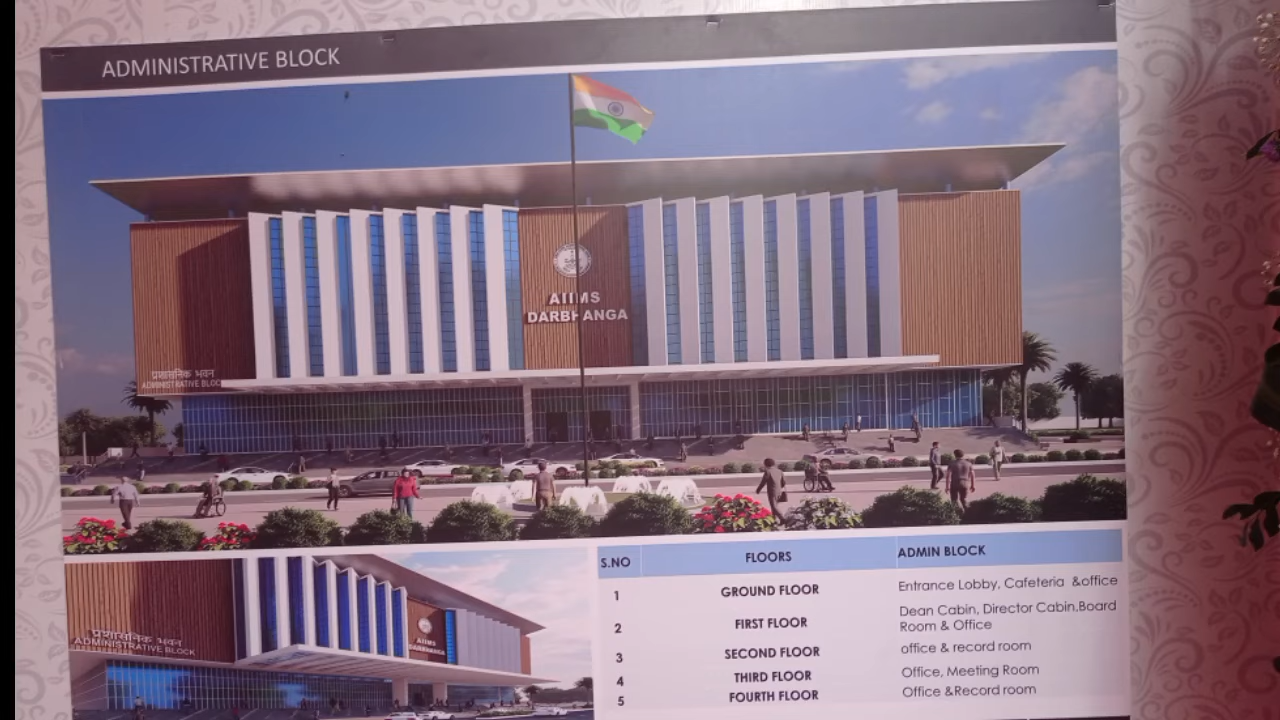 ADMINISTRATIVE BLOCK
AIIMS
DARBHANGA
प्रशासनिक भवन
ADMINISTRATIVE BLOC
प्रशासनिक भवन
ADMINISTRATIVE BLOCK
AIIMS
DARBHANGA
S.NO FLOORS ADMIN BLOCK
1 GROUND FLOOR Entrance Lobby, Cafeteria &office
2 FIRST FLOOR Dean Cabin, Director Cabin,Board
Room & Office
3 SECOND FLOOR office & record room
4 THIRD FLOOR Office, Meeting Room
5 FOURTH FLOOR Office &Record room